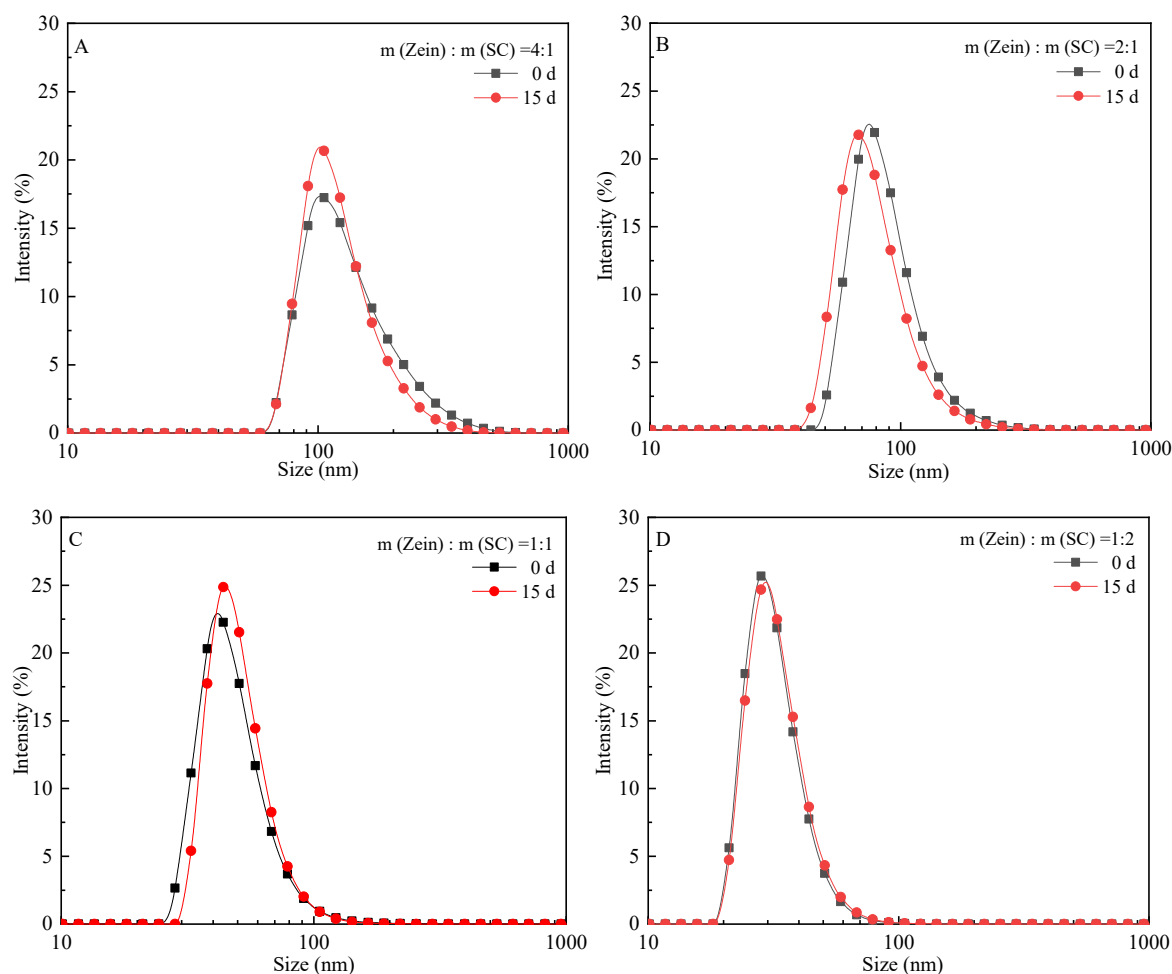 A
m (Zein) : m (SC) =4:1
0 d
15 d
30
25
20
15
10
5
0
Intensity (%)
10
100
1000
Size (nm)
B
m (Zein) : m (SC) =2:1
0 d
15 d
30
25
20
15
10
5
0
Intensity (%)
10
100
1000
Size (nm)
C
m (Zein) : m (SC) =1:1
0 d
15 d
30
25
20
15
10
5
0
Intensity (%)
10
100
1000
Size (nm)
D
m (Zein) : m (SC) =1:2
0 d
15 d
30
25
20
15
10
5
0
Intensity (%)
10
100
1000
Size (nm)